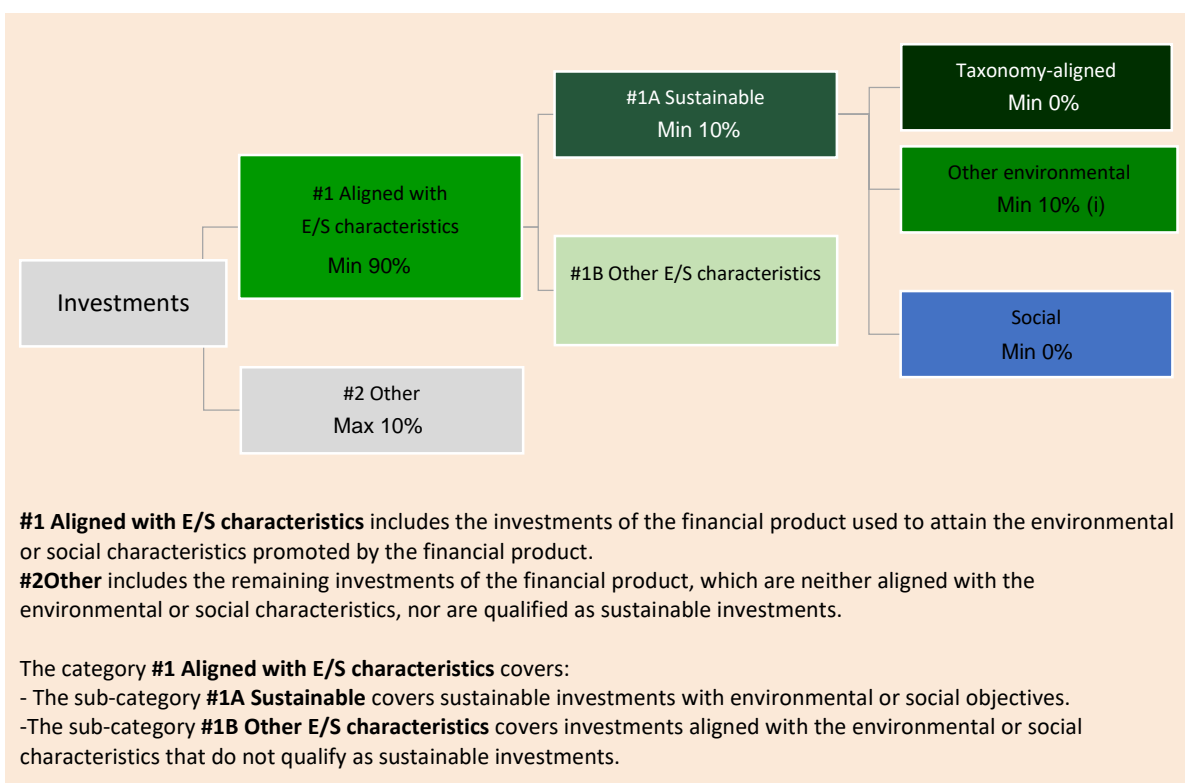 Investments
#1 Aligned with
E/S characteristics
Min 90%
#2 Other
Max 10%
#1A Sustainable
Min 10%
#1B Other E/S characteristics
Taxonomy-aligned
Min 0%
Other environmental
Min 10% (i)
Social
Min 0%
#1 Aligned with E/S characteristics includes the investments of the financial product used to attain the environmental
or social characteristics promoted by the financial product.
#2Other includes the remaining investments of the financial product, which are neither aligned with the
environmental or social characteristics, nor are qualified as sustainable investments.
The category #1 Aligned with E/S characteristics covers:
- The sub-category #1A Sustainable covers sustainable investments with environmental or social objectives.
-The sub-category #1B Other E/S characteristics covers investments aligned with the environmental or social
characteristics that do not qualify as sustainable investments.